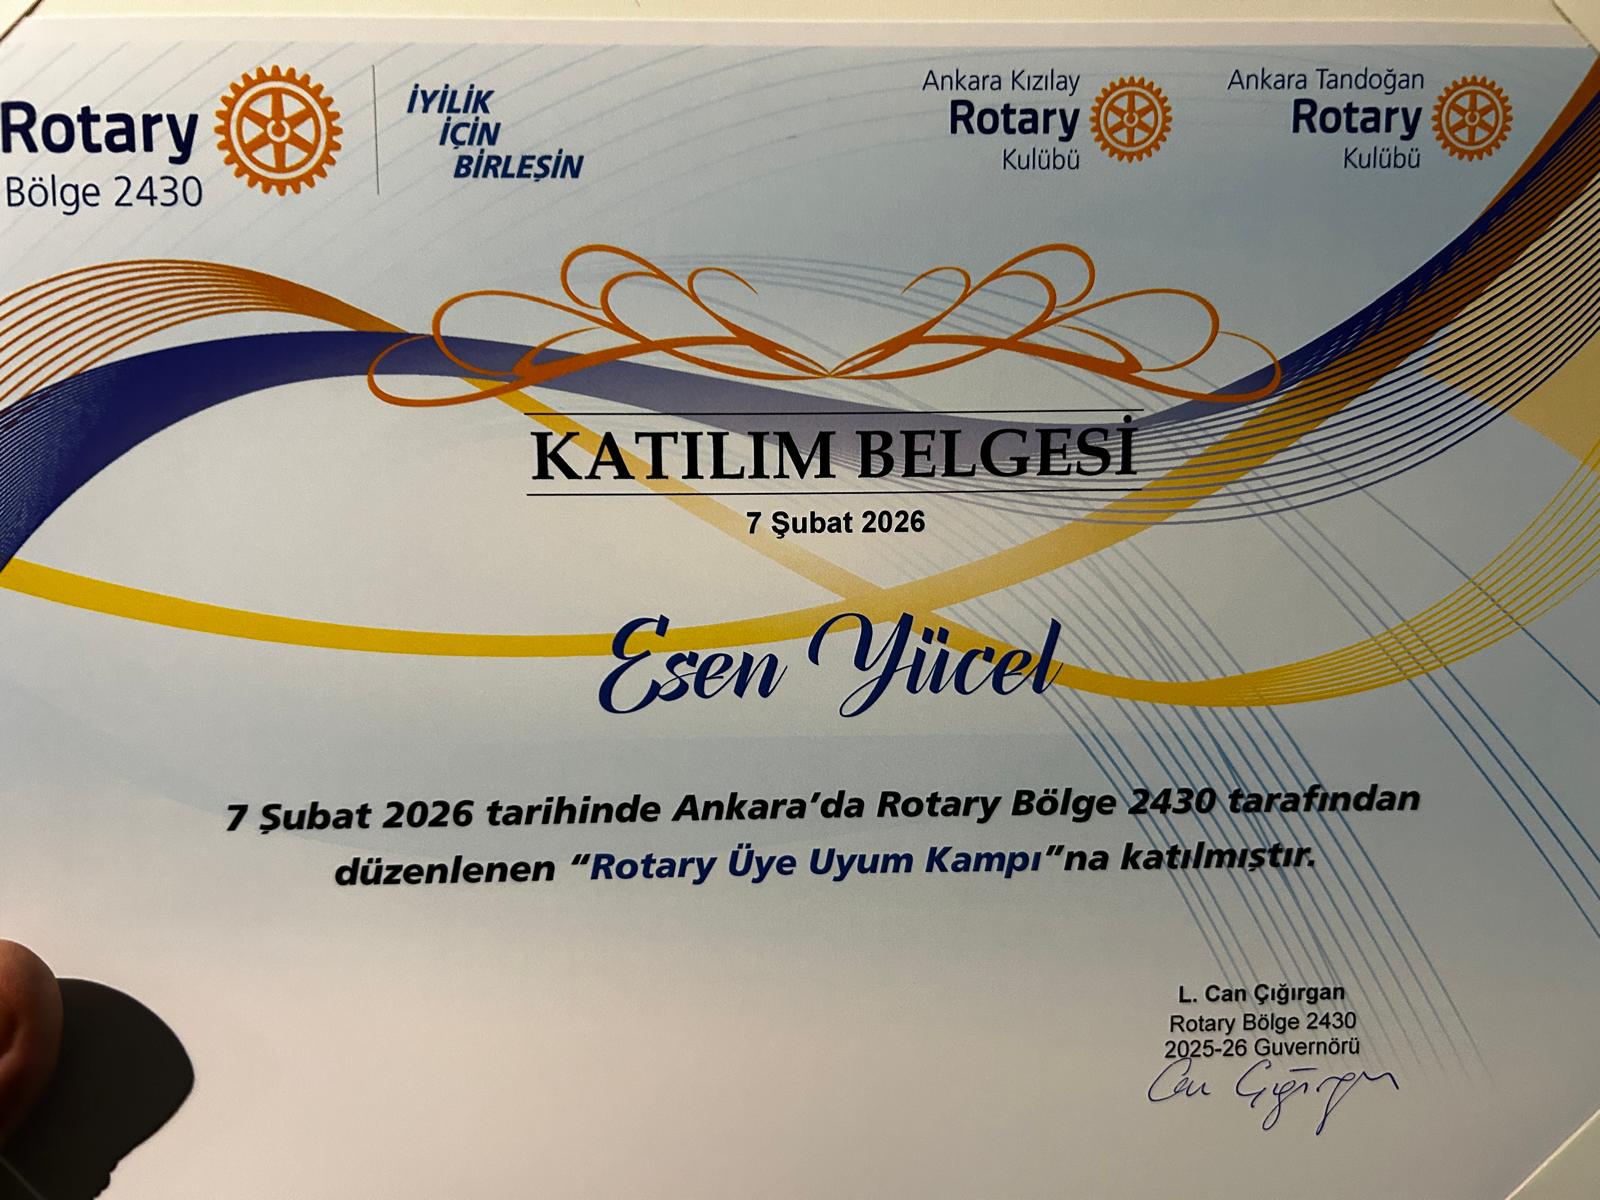 Rotary
Bölge 2430
İYİLİK
İÇİN
BİRLEŞİN
Ankara Kızılay
Rotary
Kulübü
Ankara Tandoğan
Rotary
Kulübü
KATILIM BELGESİ
7 Şubat 2026
Esen Yücel
7 Şubat 2026 tarihinde Ankara’da Rotary Bölge 2430 tarafından
düzenlenen “Rotary Üye Uyum Kampı”na katılmıştır.
L. Can Çığırgan
Rotary Bölge 2430
2025-26 Guvernörü
Can Çığırgan